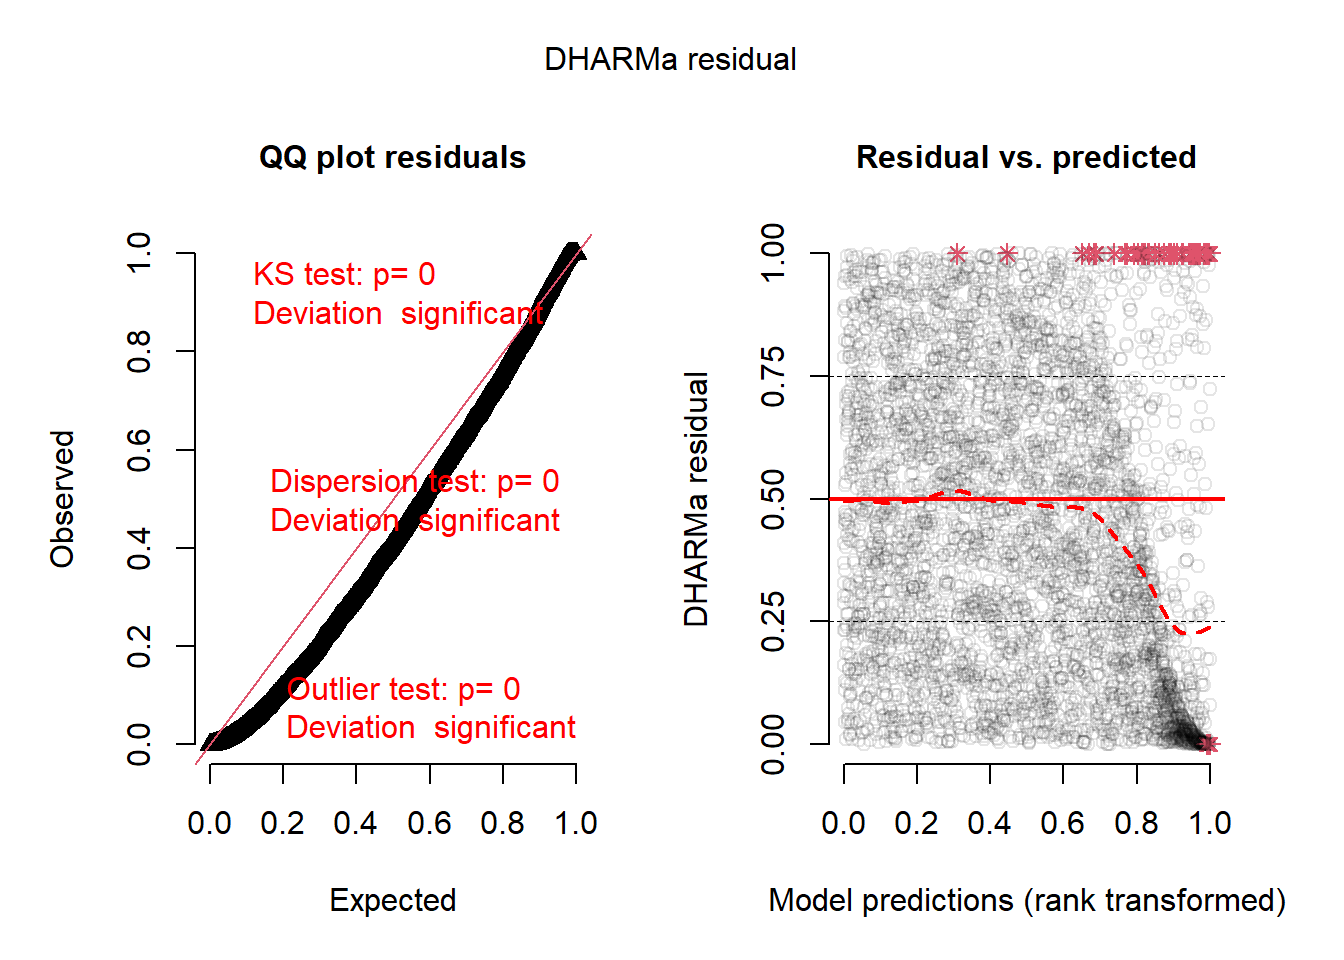 DHARMa residual
QQ plot residuals
KS test: p= 0
Deviation  significant
Dispersion test: p= 0
Deviation  significant
Outlier test: p= 0
Deviation  significant
Observed
0.0
0.2
0.4
0.6
0.8
1.0
0.0 0.2 0.4 0.6 0.8 1.0
Expected
Residual vs. predicted
DHARMa residual
0.00
0.25
0.50
0.75
1.00
0.0 0.2 0.4 0.6 0.8 1.0
Model predictions (rank transformed)